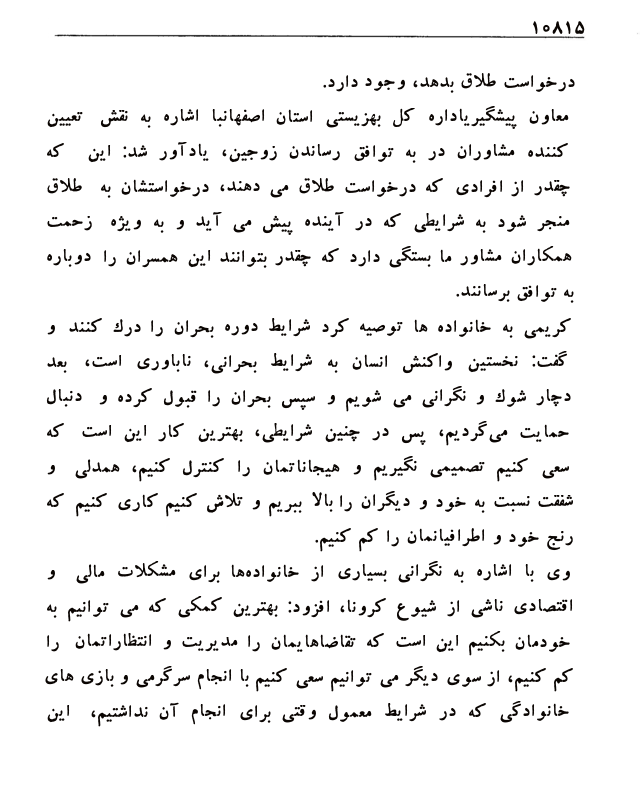 ۱۰۸۱۵
درخواست طلاق بدهد، وجود دارد.
معاون پیشگیریاداره کل بهزیستی استان اصفهانبا اشاره به نقش تعیین
کننده مشاوران در به توافق رساندن زوجین، یادآور شد: این که
چقدر از افرادی که درخواست طلاق می دهند، درخواستشان به طلاق
منجر شود به شرایطی که در آینده پیش می آید و به ویژه زحمت
همکاران مشاور ما بستگی دارد که چقدر بتوانند این همسران را دوباره
به توافق برسانند.
کریمی به خانواده ها توصیه کرد شرایط دوره بحران را درك کنند و
گفت: نخستین واکنش انسان به شرایط بحرانی، ناباوری است، بعد
دچار شوك و نگرانی می شویم و سپس بحران را قبول کرده و دنبال
حمایت می‌گردیم، پس در چنین شرایطی، بهترین کار این است که
سعی کنیم تصمیمی نگیریم و هیجاناتمان را کنترل کنیم، همدلی و
شفقت نسبت به خود و دیگران را بالا ببریم و تلاش کنیم کاری کنیم که
رنج خود و اطرافیانمان را کم کنیم.
وی با اشاره به نگرانی بسیاری از خانواده‌ها برای مشکلات مالی و
اقتصادی ناشی از شیوع کرونا، افزود: بهترین کمکی که می توانیم به
خودمان بکنیم این است که تقاضاهایمان را مدیریت و انتظاراتمان را
کم کنیم، از سوی دیگر می توانیم سعی کنیم با انجام سرگرمی و بازی های
خانوادگی که در شرایط معمول وقتی برای انجام آن نداشتیم، این